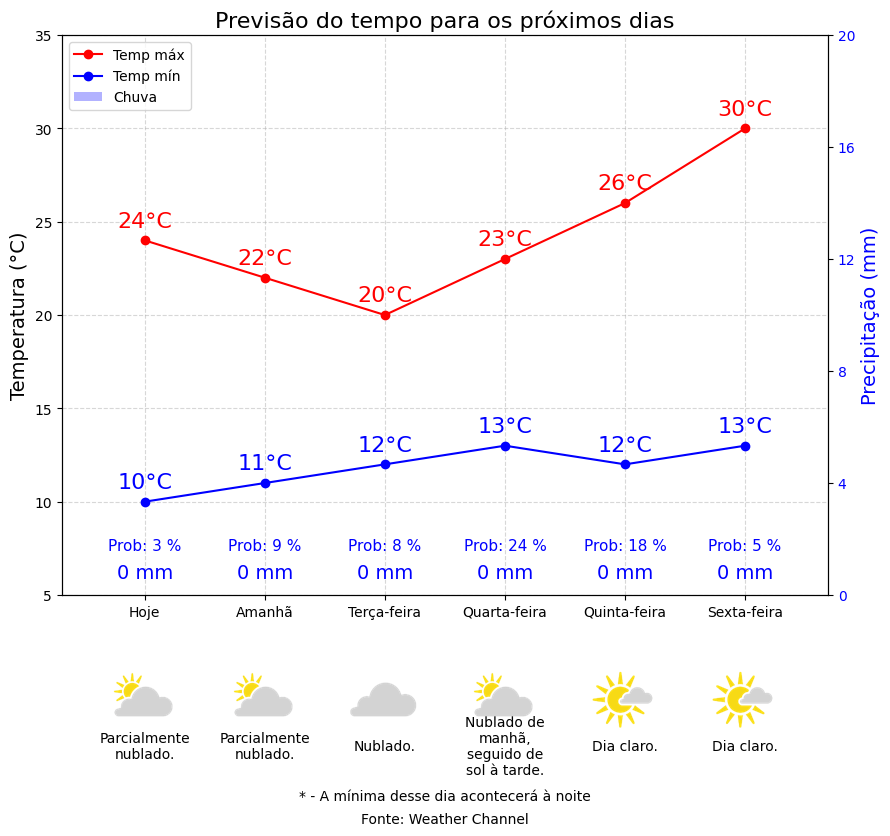 Previsão do tempo para os próximos dias
Temp máx
Temp mín
Chuva
Temperatura (°C)
35
30
25
20
15
10
5
Precipitação (mm)
20
16
12
8
4
0
24°C
22°C
20°C
23°C
26°C
30°C
10°C
11°C
12°C
13°C
12°C
13°C
Prob: 3 %
Prob: 9 %
Prob: 8 %
Prob: 24 %
Prob: 18 %
Prob: 5 %
0 mm
0 mm
0 mm
0 mm
0 mm
0 mm
Hoje
Amanhã
Terça-feira
Quarta-feira
Quinta-feira
Sexta-feira
Parcialmente
nublado.
Parcialmente
nublado.
Nublado.
Nublado de
manhã,
seguido de
sol à tarde.
Dia claro.
Dia claro.
* - A mínima desse dia acontecerá à noite
Fonte: Weather Channel